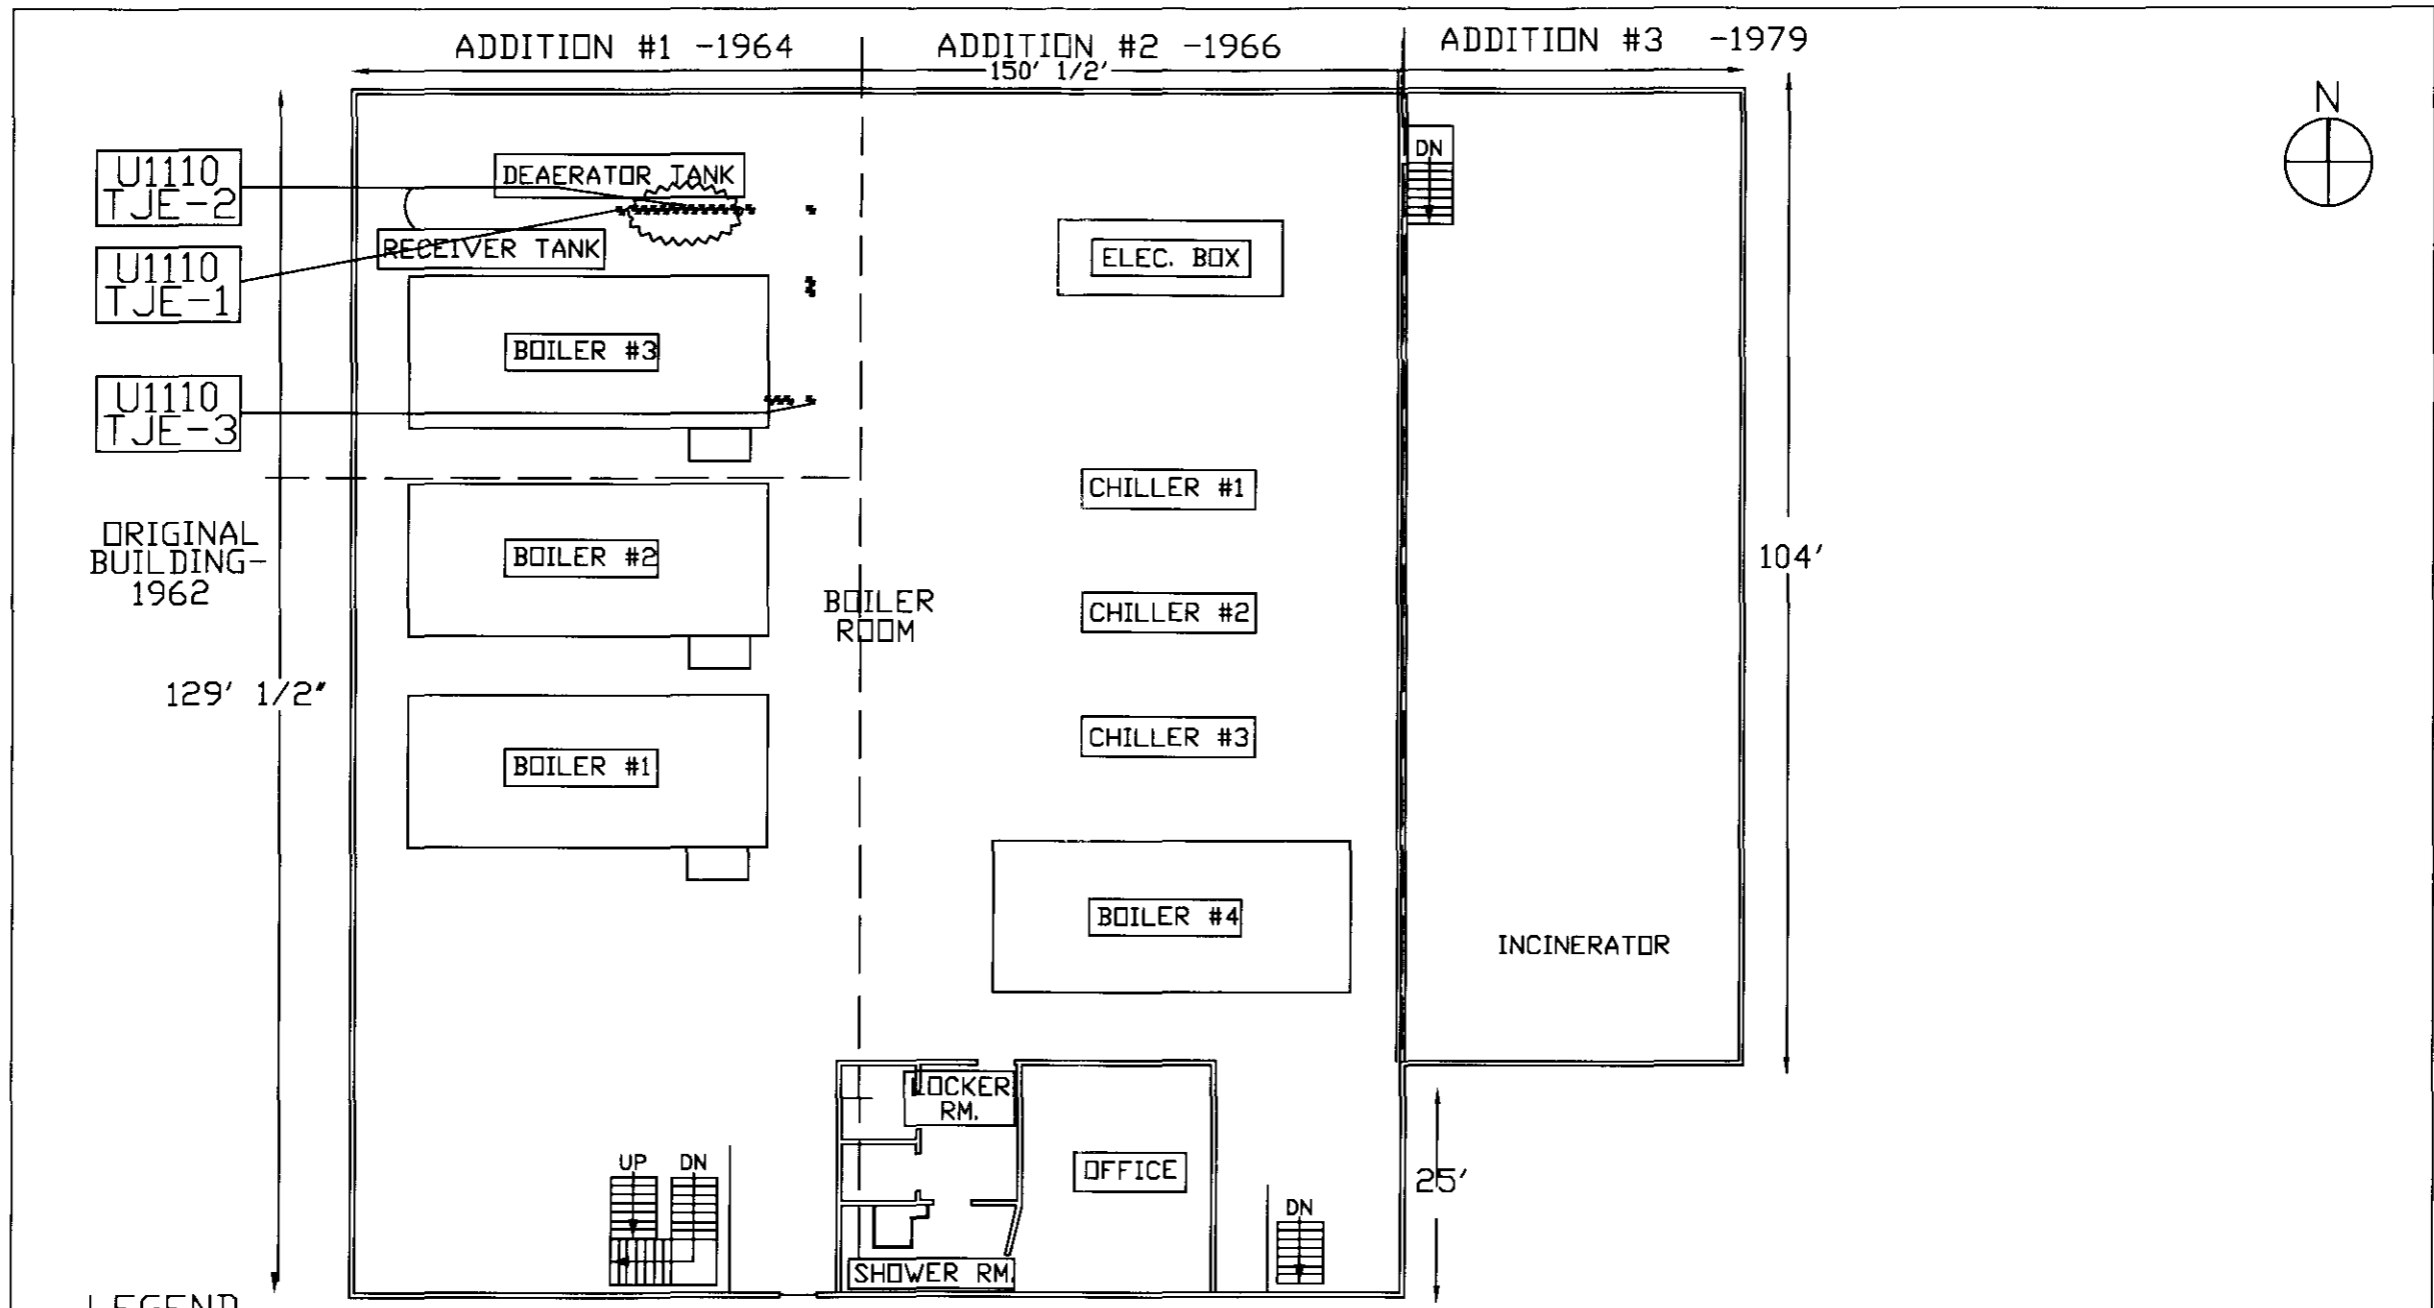 ADDITION #1 -1964
ADDITION #2 -1966
ADDITION #3 -1979
150' 1/2'
N
U1110
TJE-2
DEAERATOR TANK
DN
RECEIVER TANK
U1110
TJE-1
ELEC. BOX
BOILER #3
U1110
TJE-3
CHILLER #1
ORIGINAL
BUILDING-
1962
BOILER #2
104'
BOILER
ROOM
CHILLER #2
129' 1/2"
CHILLER #3
BOILER #1
BOILER #4
INCINERATOR
LOCKER
RM.
UP
DN
OFFICE
25'
DN
SHOWER RM.
LEGEND